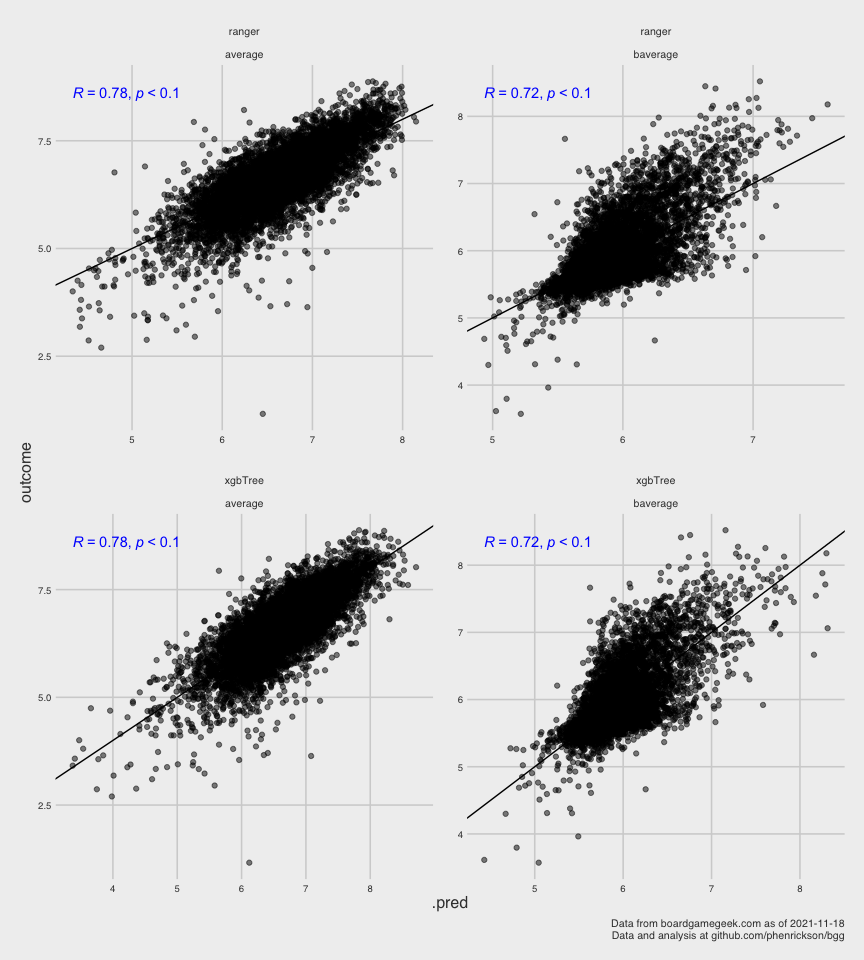 ranger
average
R = 0.78, p < 0.1
7.5
5.0
2.5
5 6 7 8
ranger
baverage
R = 0.72, p < 0.1
8
7
6
5
4
5 6 7
outcome
xgbTree
average
R = 0.78, p < 0.1
7.5
5.0
2.5
4 5 6 7 8
xgbTree
baverage
R = 0.72, p < 0.1
8
7
6
5
4
5 6 7 8
.pred
Data from boardgamegeek.com as of 2021-11-18
Data and analysis at github.com/phenrickson/bgg